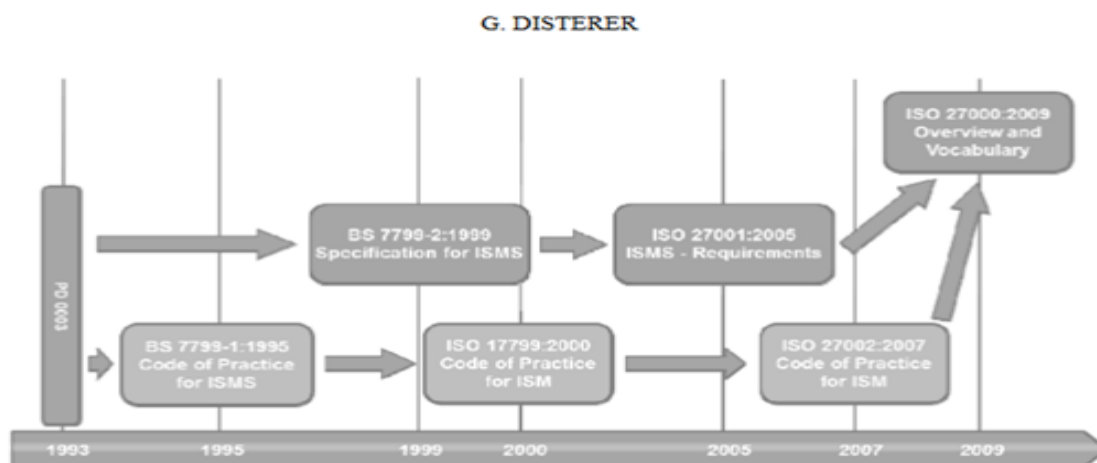 G. DISTERER
ISO 27000:2009
Overview and
Vocabulary
BS 7799-2:1999
Specification for ISMS
ISO 27001:2005
ISMS - Requirements
PD 0003
BS 7799-1:1995
Code of Practice
for ISMS
ISO 17799:2000
Code of Practice
for ISM
ISO 27002:2007
Code of Practice
for ISM
1993 1995 1999 2000 2005 2007 2009